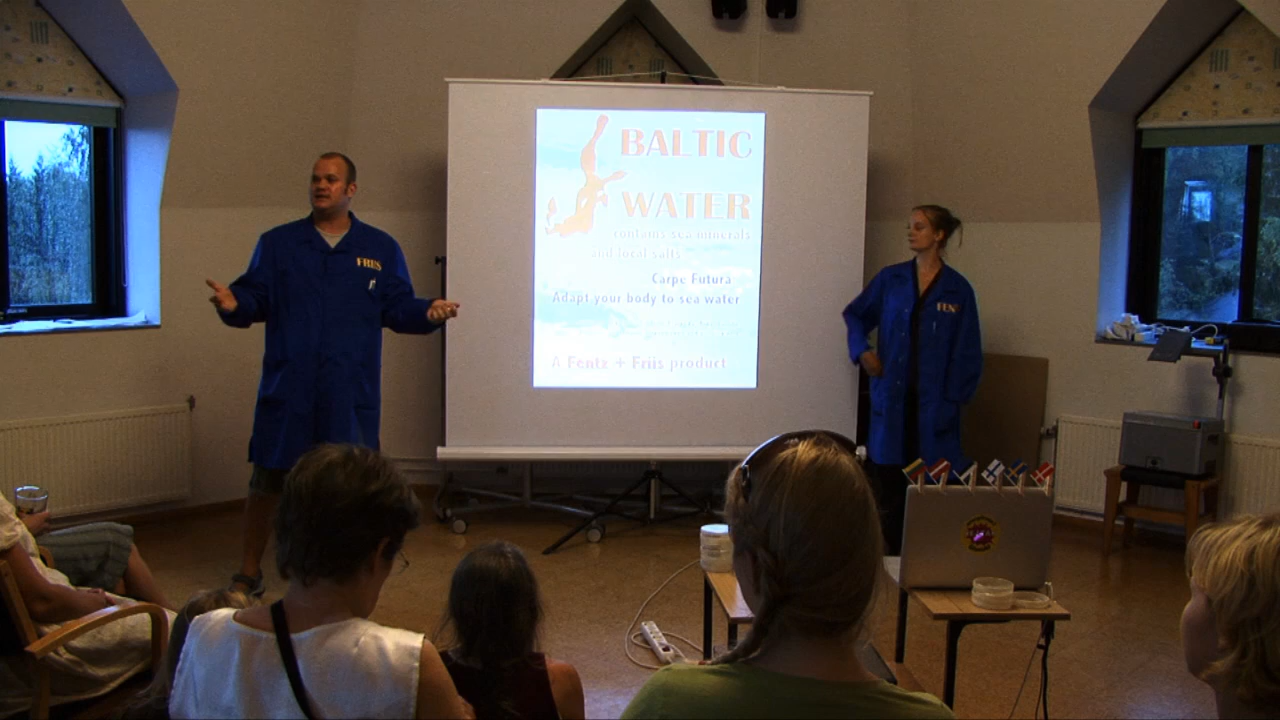 BALTIC
WATER
contains sea minerals
and local salts
Carpe Futura
Adapt your body to sea water
A Fentz + Friis product
FRIIS